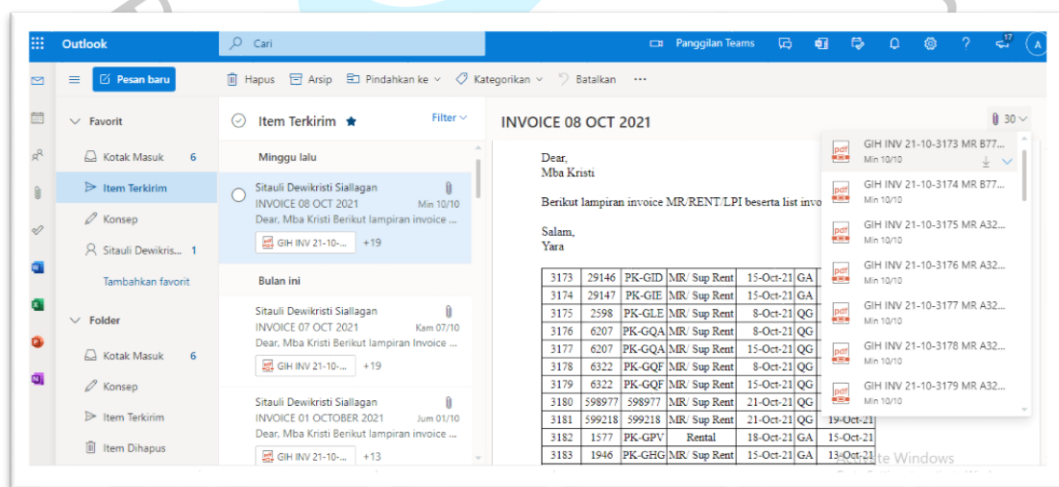 Outlook
Cari
Panggilan Teams
17
A
Pesan baru
Hapus Arsip Pindahkan ke Kategorikan Batalkan ...
Favorit
Kotak Masuk 6
Item Terkirim
Konsep
Sitauli Dewikris... 1
Tambahkan favorit
Folder
Kotak Masuk 6
Konsep
Item Terkirim
Item Dihapus
Item Terkirim Filter
Minggu lalu
Sitauli Dewikristi Siallagan
INVOICE 08 OCT 2021 Min 10/10
Dear. Mba Kristi Berikut lampiran invoice ...
GIH INV 21-10-... +19
Bulan ini
Sitauli Dewikristi Siallagan
INVOICE 07 OCT 2021 Kam 07/10
Dear. Mba Kristi Berikut lampiran Invoice ...
GIH INV 21-10-... +19
Sitauli Dewikristi Siallagan
INVOICE 01 OCTOBER 2021 Jum 01/10
Dear. Mba Kristi Berikut lampiran invoice ...
GIH INV 21-10-... +13
INVOICE 08 OCT 2021
30
Dear,
Mba Kristi
Berikut lampiran invoice MR/RENT/LPI beserta list invo
Salam,
Yara
3173 29146 PK-GID MR/ Sup Rent 15-Oct-21 GA
3174 29147 PK-GIE MR/ Sup Rent 15-Oct-21 GA
3175 2598 PK-GLE MR/ Sup Rent 8-Oct-21 QG
3176 6207 PK-GQA MR/ Sup Rent 8-Oct-21 QG
3177 6207 PK-GQA MR/ Sup Rent 15-Oct-21 QG
3178 6322 PK-GQF MR/ Sup Rent 8-Oct-21 QG
3179 6322 PK-GQF MR/ Sup Rent 15-Oct-21 QG
3180 598977 598977 MR/ Sup Rent 21-Oct-21 QG
3181 599218 599218 MR/ Sup Rent 21-Oct-21 QG 19-Oct-21
3182 1577 PK-GPV Rental 18-Oct-21 GA 15-Oct-21
3183 1946 PK-GHG MR/ Sup Rent 15-Oct-21 GA 13-Oct-21
pdf GIH INV 21-10-3173 MR B77...
Min 10/10
pdf GIH INV 21-10-3174 MR B77...
Min 10/10
pdf GIH INV 21-10-3175 MR A32...
Min 10/10
pdf GIH INV 21-10-3176 MR A32...
Min 10/10
pdf GIH INV 21-10-3177 MR A32...
Min 10/10
pdf GIH INV 21-10-3178 MR A32...
Min 10/10
pdf GIH INV 21-10-3179 MR A32...
Min 10/10
Activate Windows